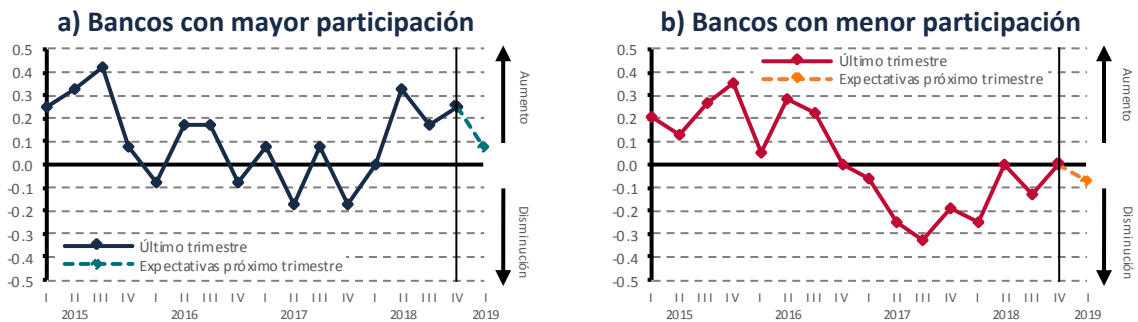 a) Bancos con mayor participación
0.5
0.4
0.3
0.2
0.1
0.0
-0.1
-0.2
-0.3
-0.4
-0.5
Último trimestre
Expectativas próximo trimestre
Aumento
Disminución
I II III IV I II III IV I II III IV I II III IV I
2015 2016 2017 2018 2019
b) Bancos con menor participación
0.5
0.4
0.3
0.2
0.1
0.0
-0.1
-0.2
-0.3
-0.4
-0.5
Último trimestre
Expectativas próximo trimestre
Aumento
Disminución
I II III IV I II III IV I II III IV I II III IV I
2015 2016 2017 2018 2019